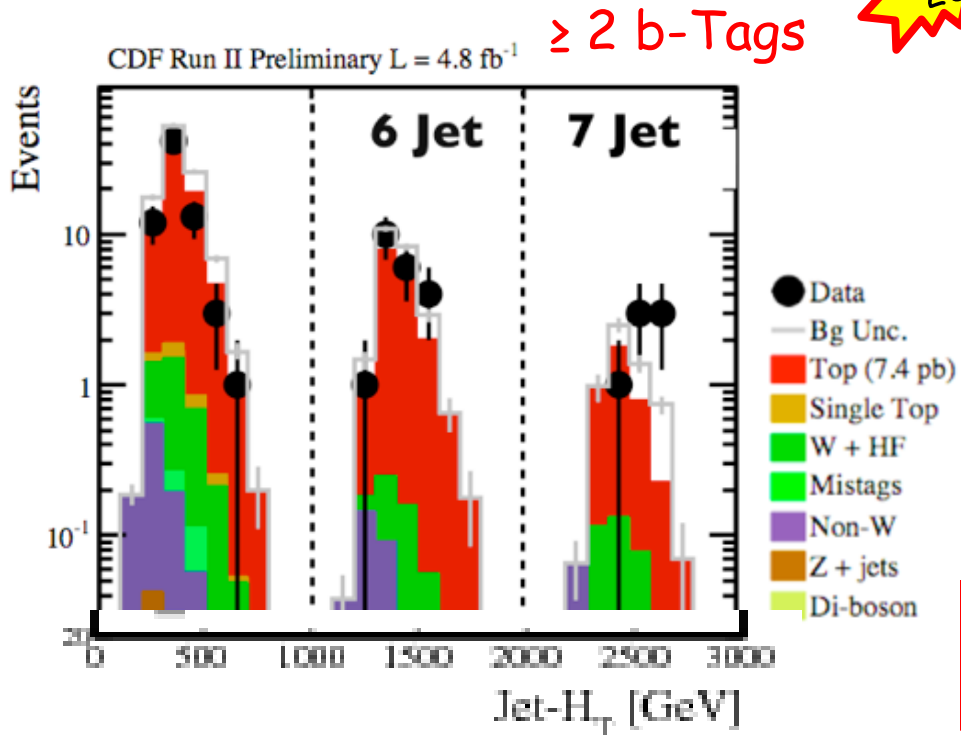 ≥ 2 b-Tags
CDF Run II Preliminary L = 4.8 fb⁻¹
Events
6 Jet
7 Jet
10
1
10⁻¹
Data
Bg Unc.
Top (7.4 pb)
Single Top
W + HF
Mistags
Non-W
Z + jets
Di-boson
0 500 1000 1500 2000 2500 3000
Jet-H_T [GeV]